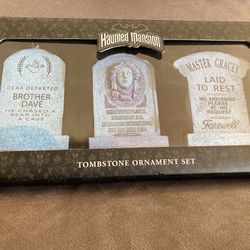 Haunted Mansion
DEAR DEPARTED
BROTHER
DAVE
HE CHASED A
BEAR INTO
A CAVE
MASTER GRACEY
LAID
TO REST
NO MOURNING
PLEASE
AT HIS
REQUEST
Farewell
TOMBSTONE ORNAMENT SET